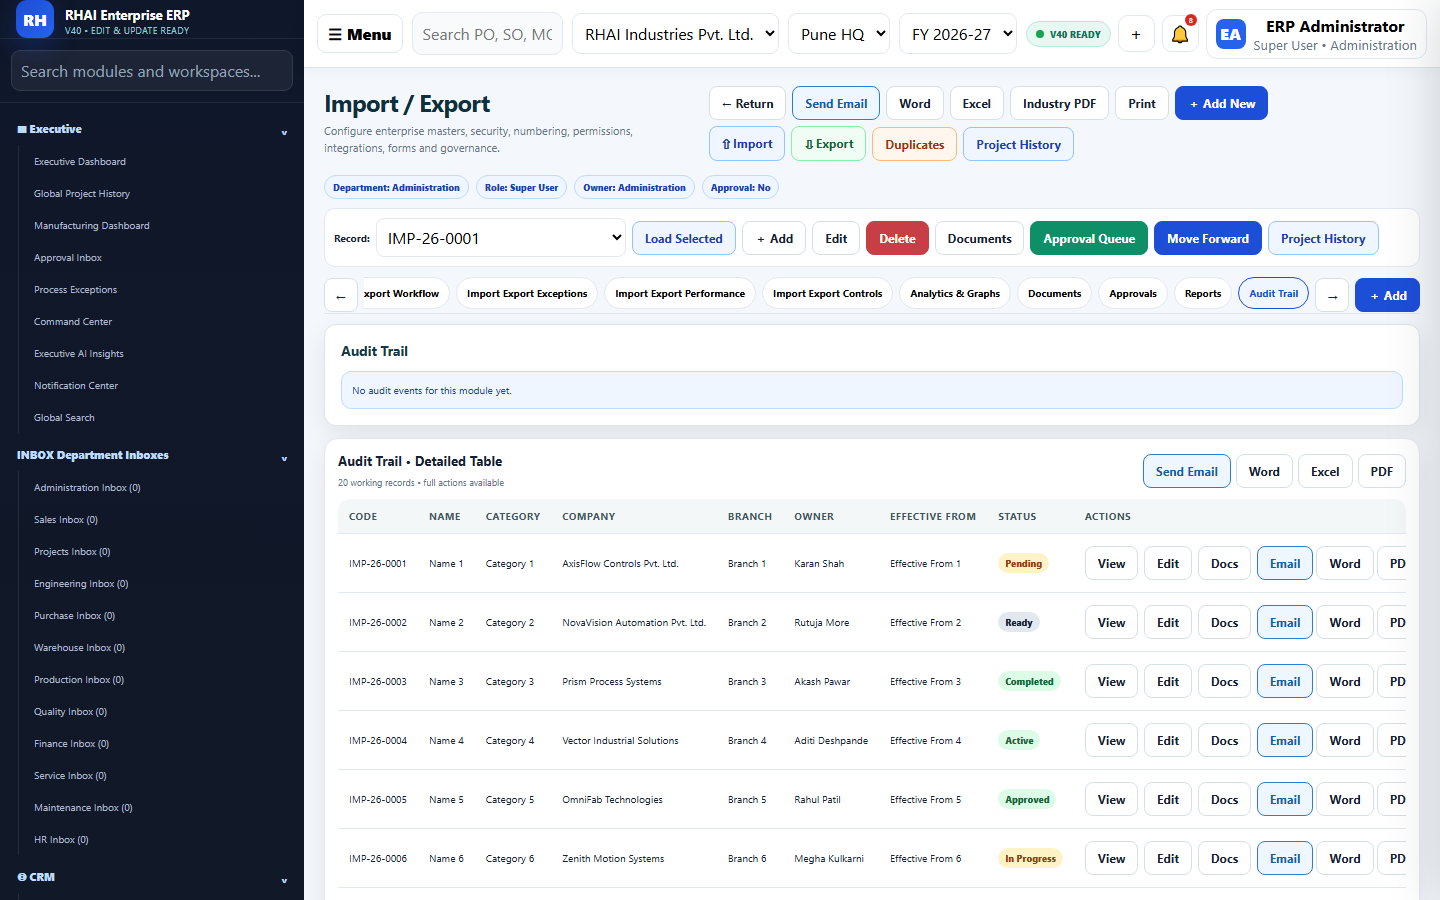 RH
RHAI Enterprise ERP
V40 • EDIT & UPDATE READY
Search modules and workspaces...
Executive
Executive Dashboard
Global Project History
Manufacturing Dashboard
Approval Inbox
Process Exceptions
Command Center
Executive AI Insights
Notification Center
Global Search
INBOX Department Inboxes
Administration Inbox (0)
Sales Inbox (0)
Projects Inbox (0)
Engineering Inbox (0)
Purchase Inbox (0)
Warehouse Inbox (0)
Production Inbox (0)
Quality Inbox (0)
Finance Inbox (0)
Service Inbox (0)
Maintenance Inbox (0)
HR Inbox (0)
CRM
☰ Menu
Search PO, SO, MO
RHAI Industries Pvt. Ltd.
Pune HQ
FY 2026-27
V40 READY
+
8
EA
ERP Administrator
Super User • Administration
Import / Export
Configure enterprise masters, security, numbering, permissions,
integrations, forms and governance.
← Return
Send Email
Word
Excel
Industry PDF
Print
+ Add New
⇧ Import
⇩ Export
Duplicates
Project History
Department: Administration
Role: Super User
Owner: Administration
Approval: No
Record:
IMP-26-0001
Load Selected
+ Add
Edit
Delete
Documents
Approval Queue
Move Forward
Project History
←
xport Workflow
Import Export Exceptions
Import Export Performance
Import Export Controls
Analytics & Graphs
Documents
Approvals
Reports
Audit Trail
→
+ Add
Audit Trail
No audit events for this module yet.
Audit Trail • Detailed Table
20 working records • full actions available
Send Email
Word
Excel
PDF
CODE NAME CATEGORY COMPANY BRANCH OWNER EFFECTIVE FROM STATUS ACTIONS
IMP-26-0001 Name 1 Category 1 AxisFlow Controls Pvt. Ltd. Branch 1 Karan Shah Effective From 1 Pending View Edit Docs Email Word PD
IMP-26-0002 Name 2 Category 2 NovaVision Automation Pvt. Ltd. Branch 2 Rutuja More Effective From 2 Ready View Edit Docs Email Word PD
IMP-26-0003 Name 3 Category 3 Prism Process Systems Branch 3 Akash Pawar Effective From 3 Completed View Edit Docs Email Word PD
IMP-26-0004 Name 4 Category 4 Vector Industrial Solutions Branch 4 Aditi Deshpande Effective From 4 Active View Edit Docs Email Word PD
IMP-26-0005 Name 5 Category 5 OmniFab Technologies Branch 5 Rahul Patil Effective From 5 Approved View Edit Docs Email Word PD
IMP-26-0006 Name 6 Category 6 Zenith Motion Systems Branch 6 Megha Kulkarni Effective From 6 In Progress View Edit Docs Email Word PD